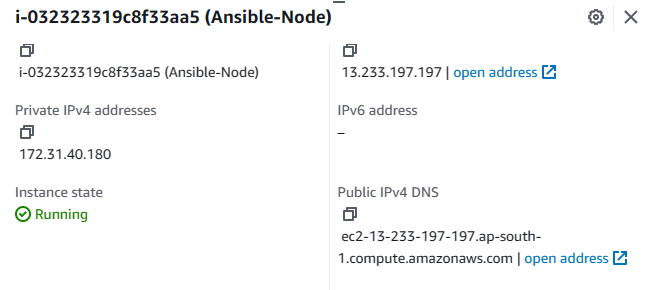 i-032323319c8f33aa5 (Ansible-Node)
i-032323319c8f33aa5 (Ansible-Node)
13.233.197.197 | open address
Private IPv4 addresses
172.31.40.180
IPv6 address
–
Instance state
Running
Public IPv4 DNS
ec2-13-233-197-197.ap-south-
1.compute.amazonaws.com | open address